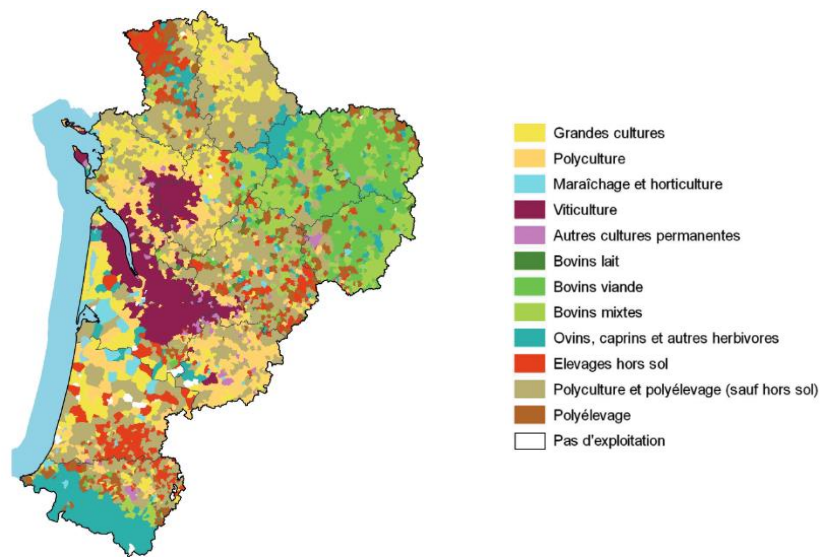 Grandes cultures
Polyculture
Maraîchage et horticulture
Viticulture
Autres cultures permanentes
Bovins lait
Bovins viande
Bovins mixtes
Ovins, caprins et autres herbivores
Elevages hors sol
Polyculture et polyélevage (sauf hors sol)
Polyélevage
Pas d'exploitation